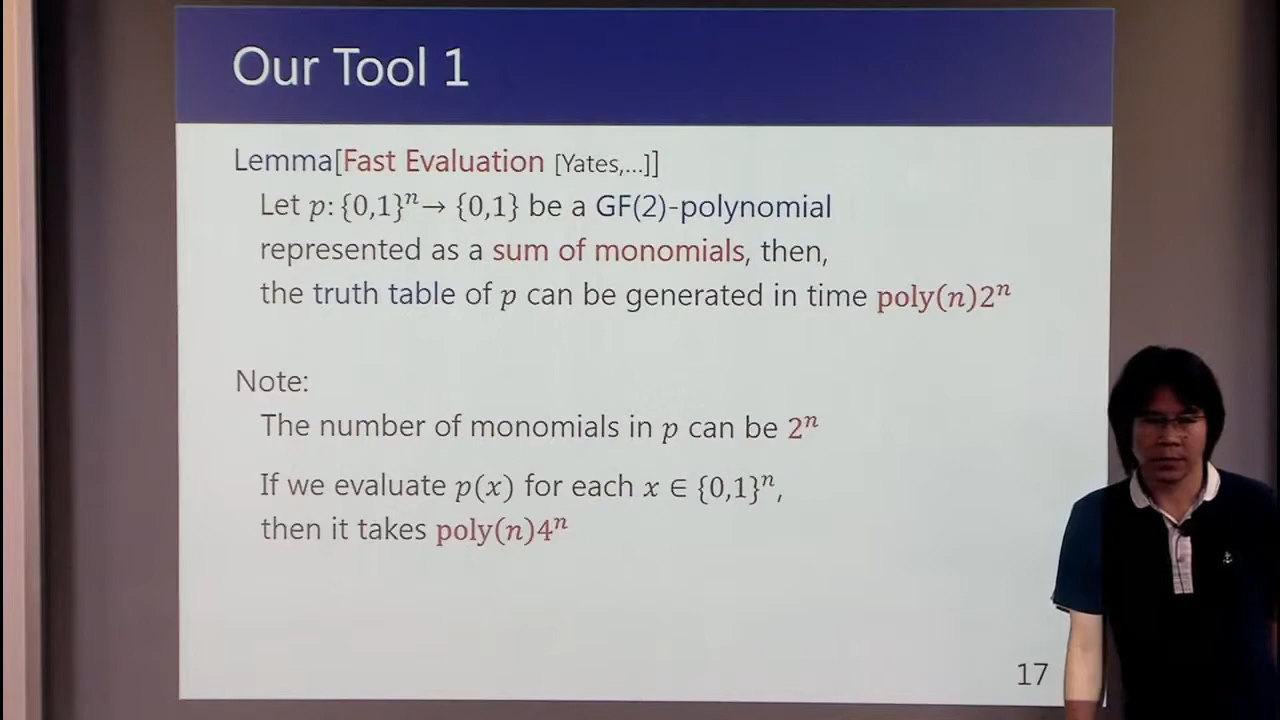 Our Tool 1
Lemma[Fast Evaluation [Yates,...]]
Let p: {0,1}ⁿ→ {0,1} be a GF(2)-polynomial
represented as a sum of monomials, then,
the truth table of p can be generated in time poly(n)2ⁿ
Note:
The number of monomials in p can be 2ⁿ
If we evaluate p(x) for each x ∈ {0,1}ⁿ,
then it takes poly(n)4ⁿ
17